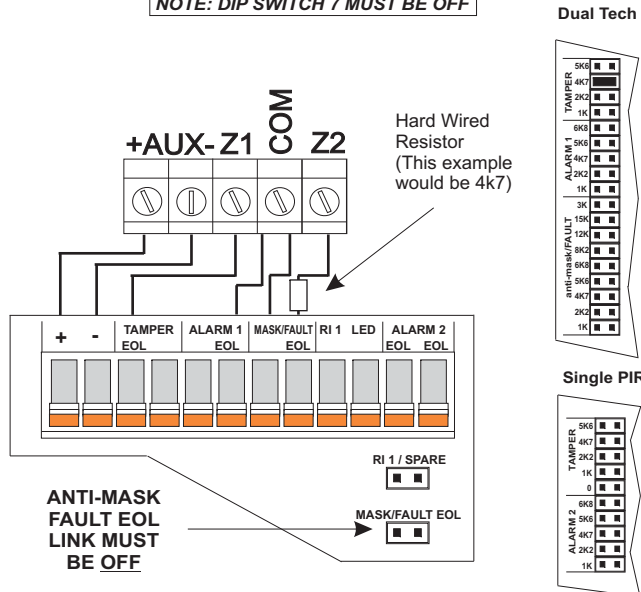 NOTE: DIP SWITCH 7 MUST BE OFF
+AUX- Z1 COM Z2
Hard Wired
Resistor
(This example
would be 4k7)
+ - TAMPER ALARM 1 MASK/FAULT RI 1 LED ALARM 2
EOL EOL EOL EOL EOL
RI 1 / SPARE
MASK/FAULT EOL
ANTI-MASK
FAULT EOL
LINK MUST
BE OFF
Dual Tech
TAMPER
5K6
4K7
2K2
1K
ALARM 1
6K8
5K6
4K7
2K2
1K
anti-mask/FAULT
3K
15K
12K
8K2
6K8
5K6
4K7
2K2
1K
Single PIR
TAMPER
5K6
4K7
2K2
1K
0
ALARM 2
6K8
5K6
4K7
2K2
1K